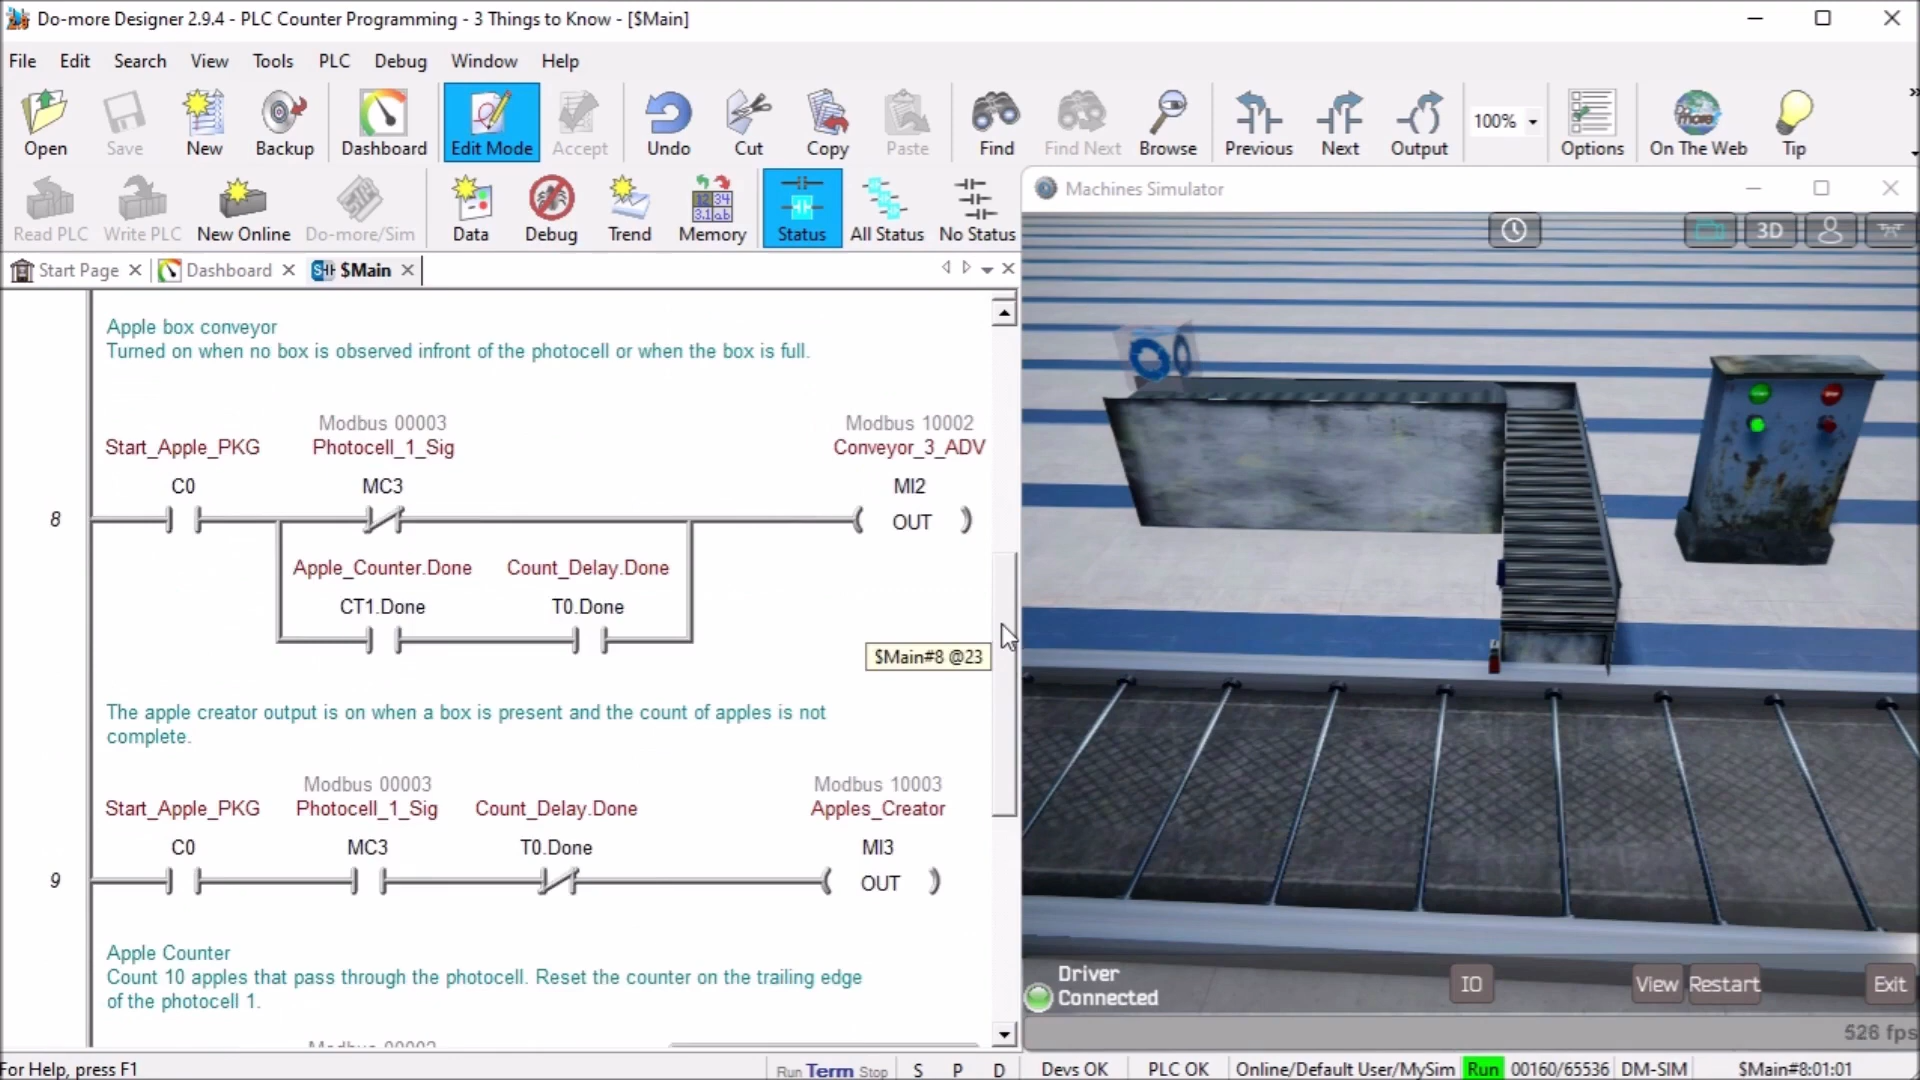 Do-more Designer 2.9.4 - PLC Counter Programming - 3 Things to Know - [$Main]
File Edit Search View Tools PLC Debug Window Help
Open Save New Backup Dashboard Edit Mode Accept Undo Cut Copy Paste Find Find Next Browse Previous Next Output 100% Options On The Web Tip
Read PLC Write PLC New Online Do-more/Sim Data Debug Trend Memory Status All Status No Status
Machines Simulator
3D
Start Page Dashboard $Main
Apple box conveyor
Turned on when no box is observed infront of the photocell or when the box is full.
Modbus 00003 Modbus 10002
Start_Apple_PKG Photocell_1_Sig Conveyor_3_ADV
C0 MC3 MI2
8 OUT
Apple_Counter.Done Count_Delay.Done
CT1.Done T0.Done
$Main#8 @23
The apple creator output is on when a box is present and the count of apples is not
complete.
Modbus 00003 Modbus 10003
Start_Apple_PKG Photocell_1_Sig Count_Delay.Done Apples_Creator
C0 MC3 T0.Done MI3
9 OUT
Apple Counter
Count 10 apples that pass through the photocell. Reset the counter on the trailing edge
of the photocell 1.
Driver
Connected
IO View Restart Exit
526 fps
For Help, press F1 Run Term Stop S P D Devs OK PLC OK Online/Default User/MySim Run 00160/65536 DM-SIM $Main#8:01:01